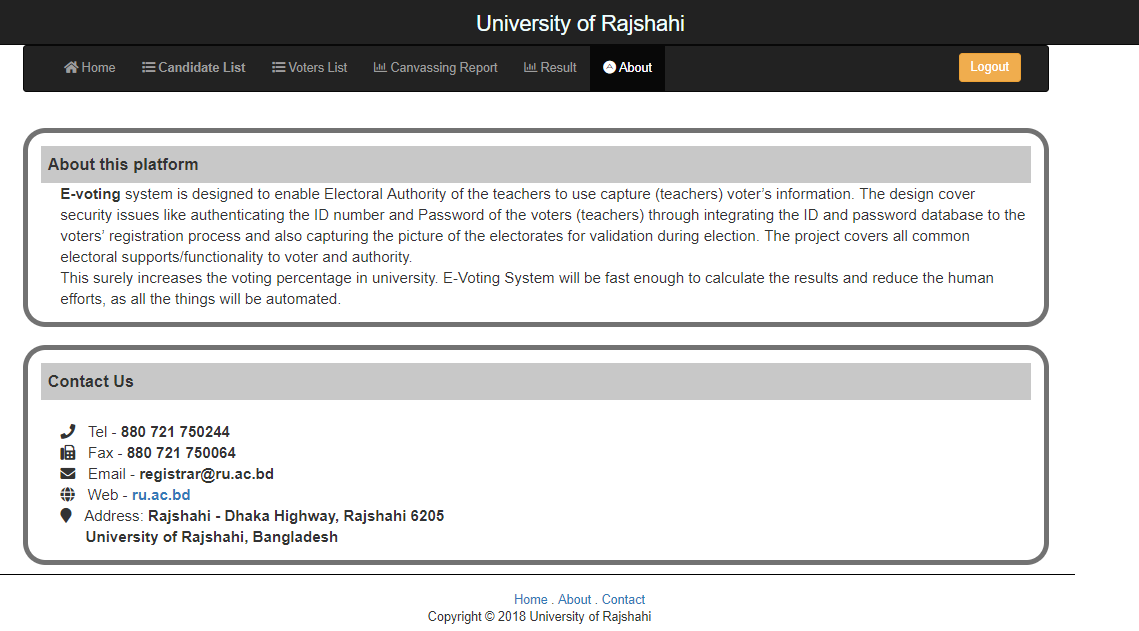 University of Rajshahi
Home Candidate List Voters List Canvassing Report Result About Logout
About this platform
E-voting system is designed to enable Electoral Authority of the teachers to use capture (teachers) voter’s information. The design cover
security issues like authenticating the ID number and Password of the voters (teachers) through integrating the ID and password database to the
voters’ registration process and also capturing the picture of the electorates for validation during election. The project covers all common
electoral supports/functionality to voter and authority.
This surely increases the voting percentage in university. E-Voting System will be fast enough to calculate the results and reduce the human
efforts, as all the things will be automated.
Contact Us
Tel - 880 721 750244
Fax - 880 721 750064
Email - registrar@ru.ac.bd
Web - ru.ac.bd
Address: Rajshahi - Dhaka Highway, Rajshahi 6205
University of Rajshahi, Bangladesh
Home . About . Contact
Copyright © 2018 University of Rajshahi